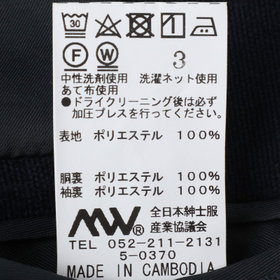 30
F W 3
中性洗剤使用 洗濯ネット使用
あて布使用
●ドライクリーニング後は必ず
加圧プレスして下さい
表地 ポリエステル 100%
胴裏 ポリエステル 100%
袖裏 ポリエステル 100%
MW® 全日本紳士服
産業協議会
TEL 052-211-2131
5-0370
MADE IN CAMBODIA